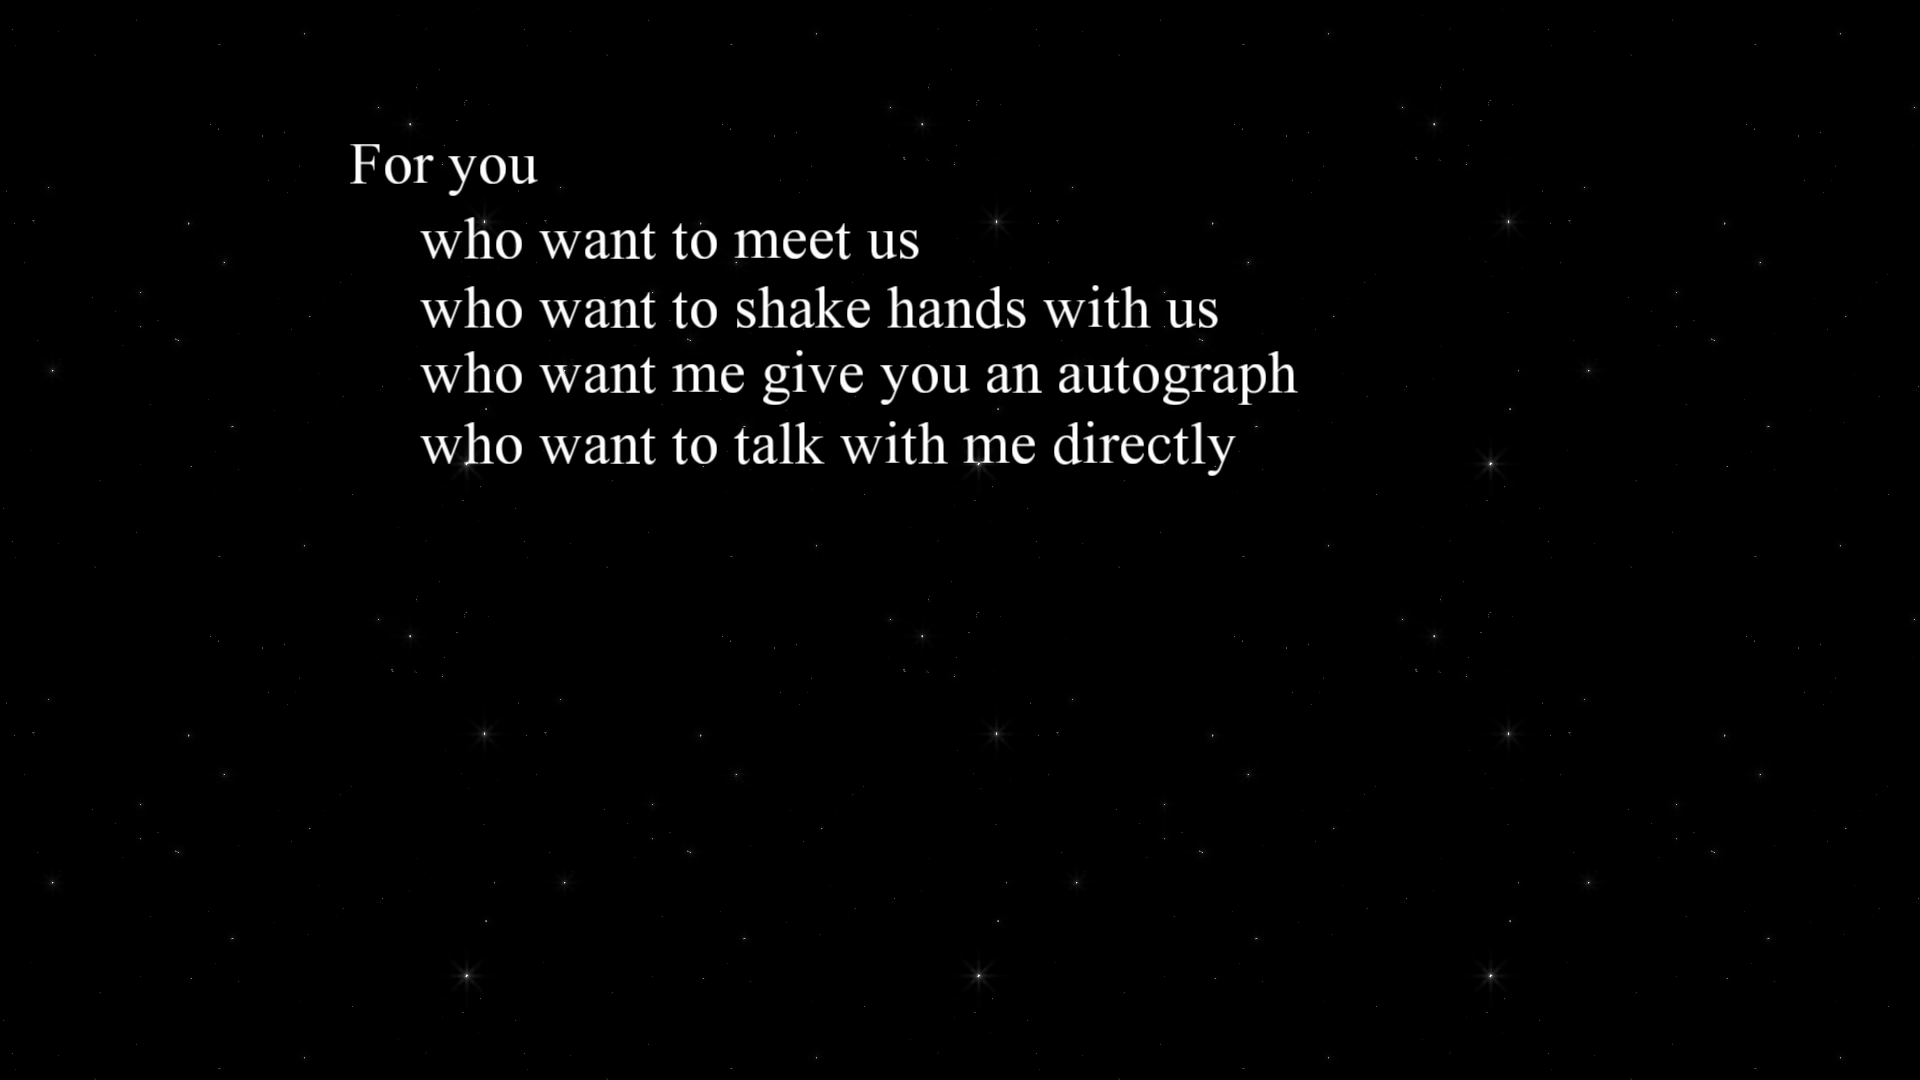 For you
who want to meet us
who want to shake hands with us
who want me give you an autograph
who want to talk with me directly